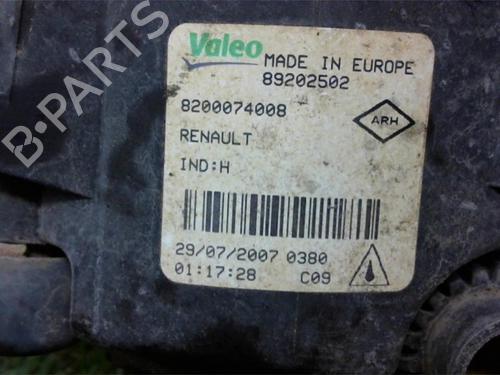 Valeo
MADE IN EUROPE
89202502
8200074008
ARH
RENAULT
IND:H
29/07/2007 0380
01:17:28 C09
B-PARTS